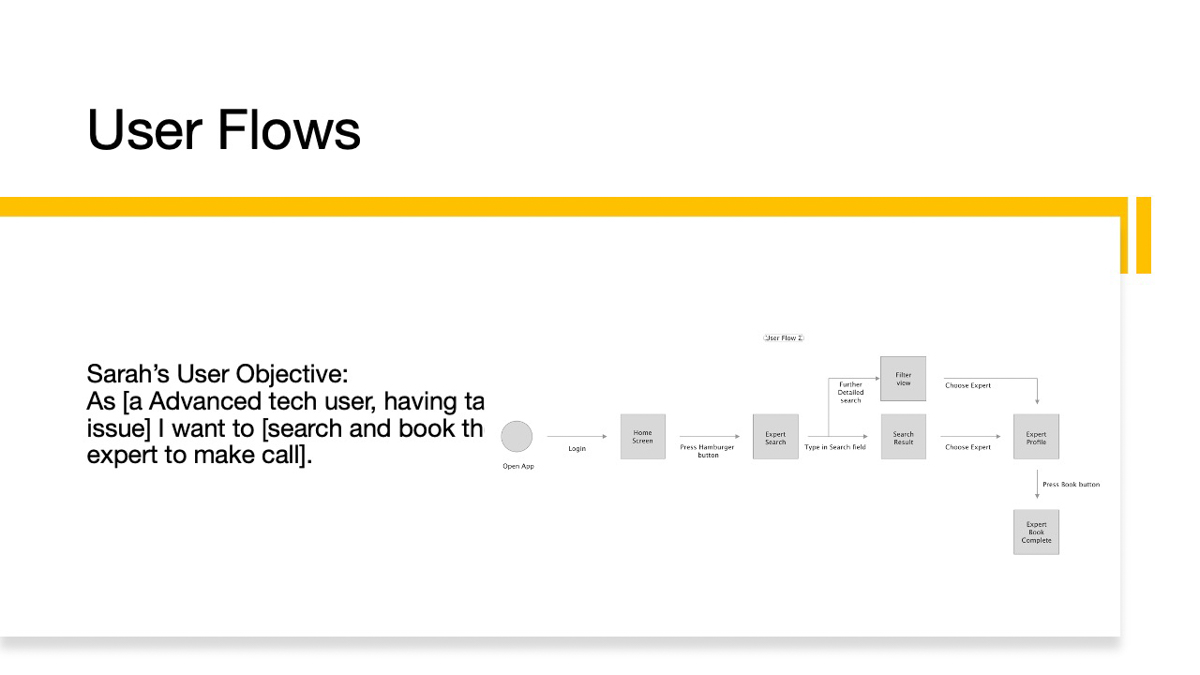 User Flows
Sarah’s User Objective:
As [a Advanced tech user, having ta
issue] I want to [search and book th
expert to make call].
User Flow 2
Open App
Login
Home
Screen
Press Hamburger
button
Expert
Search
Further
Detailed
search
Type in Search field
Filter
view
Search
Result
Choose Expert
Choose Expert
Expert
Profile
Press Book button
Expert
Book
Complete